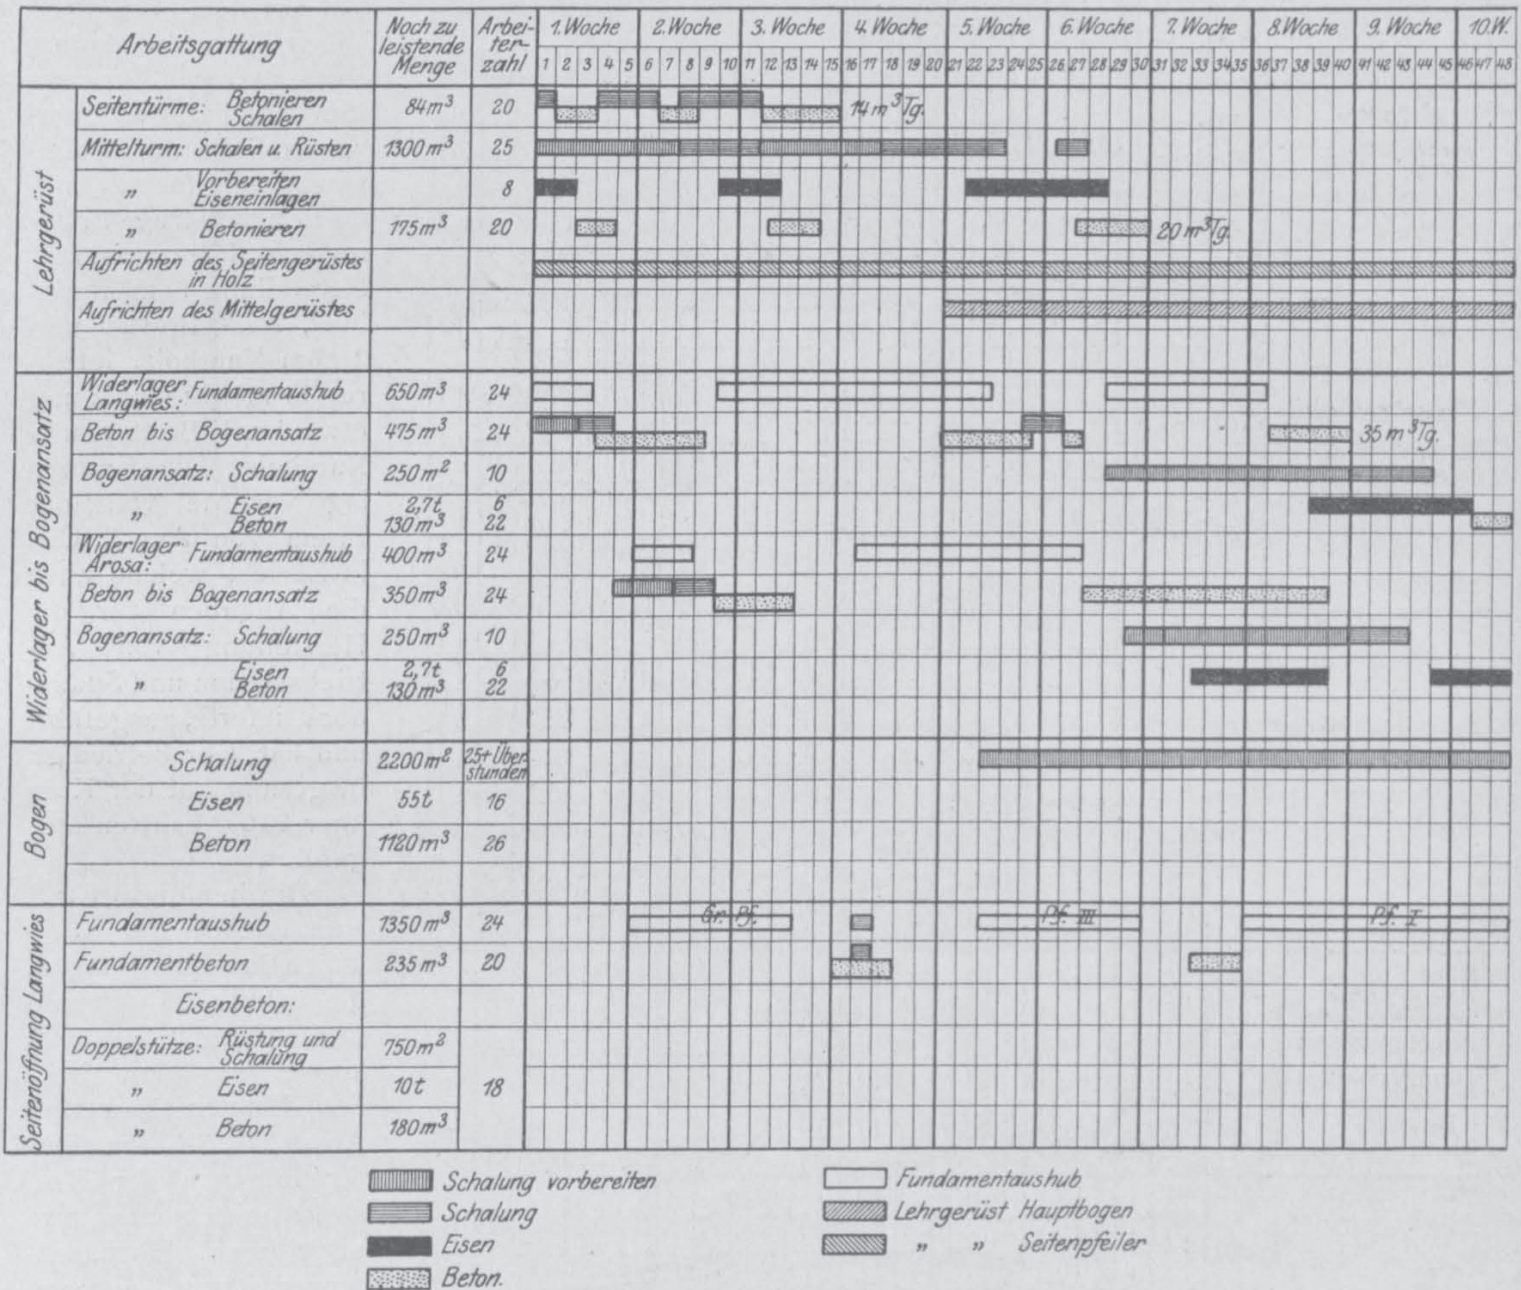 Arbeitsgattung
Noch zu leistende Menge
Arbeiterzahl
1. Woche 2. Woche 3. Woche 4. Woche 5. Woche 6. Woche 7. Woche 8. Woche 9. Woche 10. W.
1 2 3 4 5 6 7 8 9 10 11 12 13 14 15 16 17 18 19 20 21 22 23 24 25 26 27 28 29 30 31 32 33 34 35 36 37 38 39 40 41 42 43 44 45 46 47 48
Lehrgerüst
Seitentürme: Betonieren 84 m³ 20 14 m³/Tg.
Schalen
Mittelturm: Schalen u. Rüsten 1300 m³ 25
" Vorbereiten 8
Eiseneinlagen
" Betonieren 175 m³ 20 20 m³/Tg.
Aufrichten des Seitengerüstes
in Holz
Aufrichten des Mittelgerüstes
Widerlager bis Bogenansatz
Widerlager Langwies: Fundamentaushub 650 m³ 24
Beton bis Bogenansatz 475 m³ 24 35 m³/Tg.
Bogenansatz: Schalung 250 m² 10
" Eisen 2,7 t 6
Beton 130 m³ 22
Widerlager Arosa: Fundamentaushub 400 m³ 24
Beton bis Bogenansatz 350 m³ 24
Bogenansatz: Schalung 250 m³ 10
" Eisen 2,7 t 6
Beton 130 m³ 22
Bogen
Schalung 2200 m² 25 + Überstunden
Eisen 55 t 16
Beton 1120 m³ 26
Seitenöffnung Langwies
Fundamentaushub 1350 m³ 24 Gr. Pf. Pf. III Pf. I
Fundamentbeton 235 m³ 20
Eisenbeton:
Doppelstütze: Rüstung und 750 m²
Schalung
" Eisen 10 t 18
" Beton 180 m³
Schalung vorbereiten
Schalung
Eisen
Beton.
Fundamentaushub
Lehrgerüst Hauptbogen
" " Seitenpfeiler